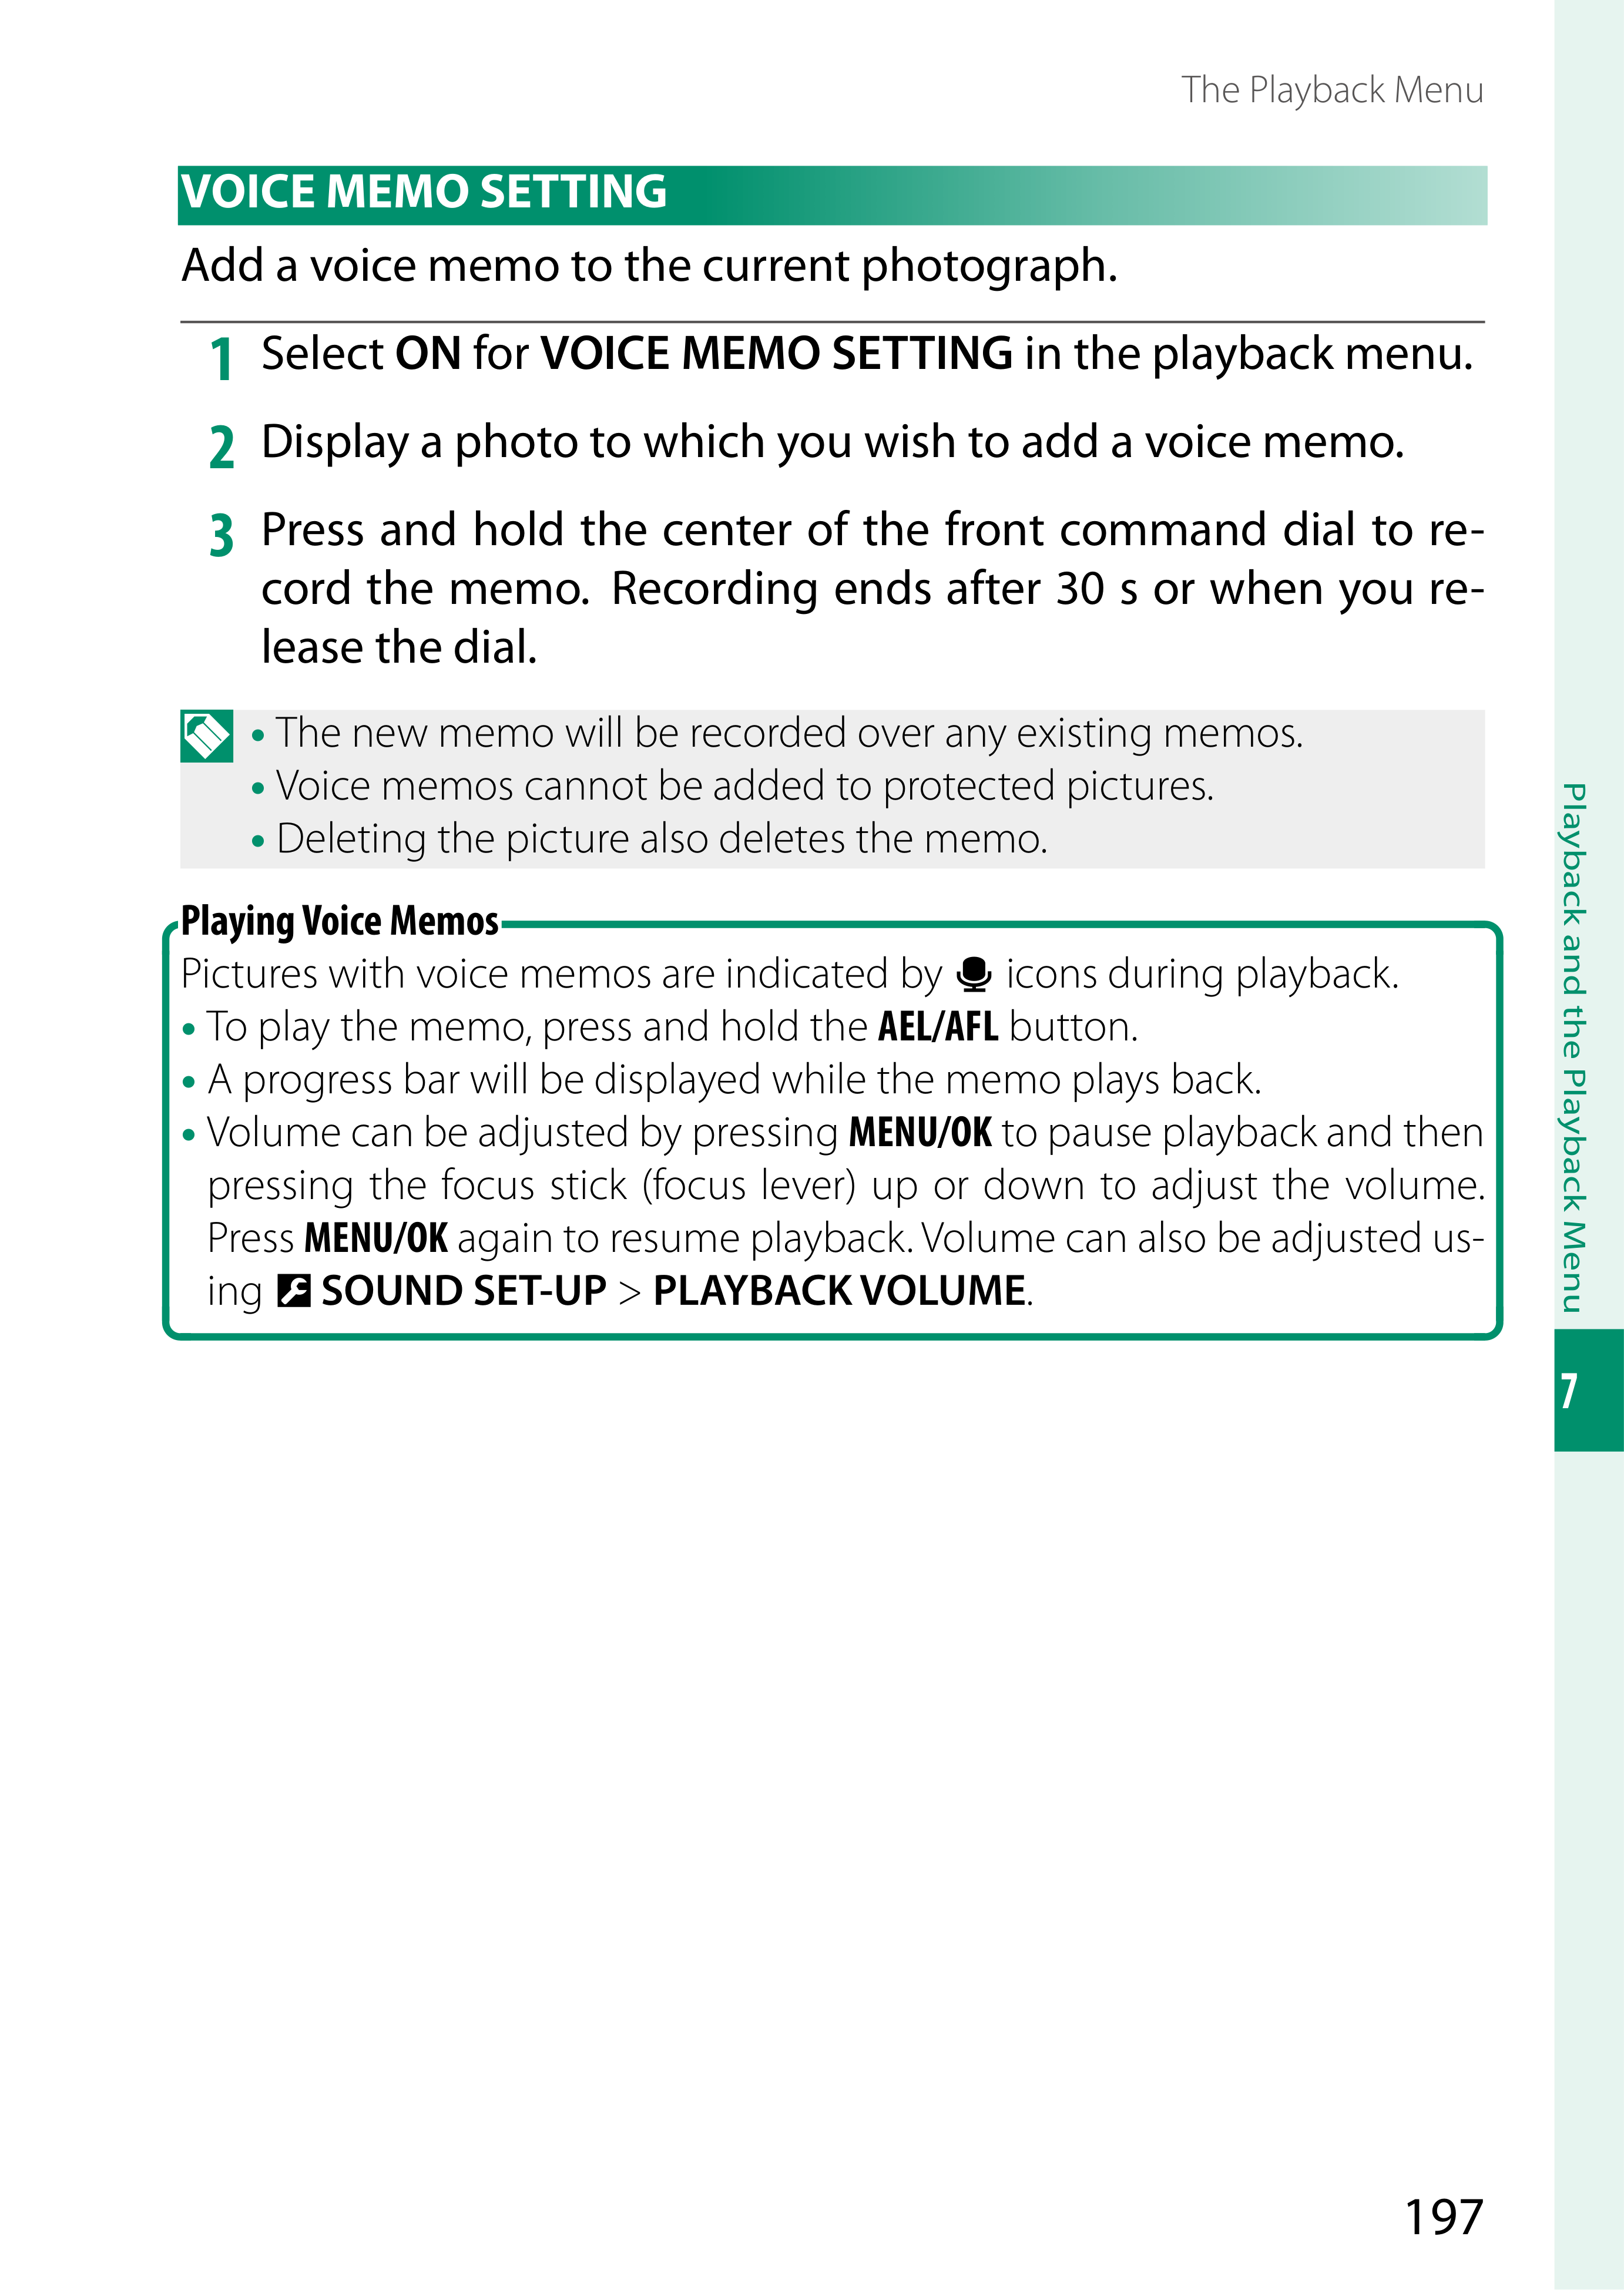 The Playback Menu
VOICE MEMO SETTING
Add a voice memo to the current photograph.
1 Select ON for VOICE MEMO SETTING in the playback menu.
2 Display a photo to which you wish to add a voice memo.
3 Press and hold the center of the front command dial to re-
cord the memo. Recording ends after 30 s or when you re-
lease the dial.
• The new memo will be recorded over any existing memos.
• Voice memos cannot be added to protected pictures.
• Deleting the picture also deletes the memo.
Playing Voice Memos
Pictures with voice memos are indicated by icons during playback.
• To play the memo, press and hold the AEL/AFL button.
• A progress bar will be displayed while the memo plays back.
• Volume can be adjusted by pressing MENU/OK to pause playback and then
pressing the focus stick (focus lever) up or down to adjust the volume.
Press MENU/OK again to resume playback. Volume can also be adjusted us-
ing SOUND SET-UP > PLAYBACK VOLUME.
Playback and the Playback Menu
7
197